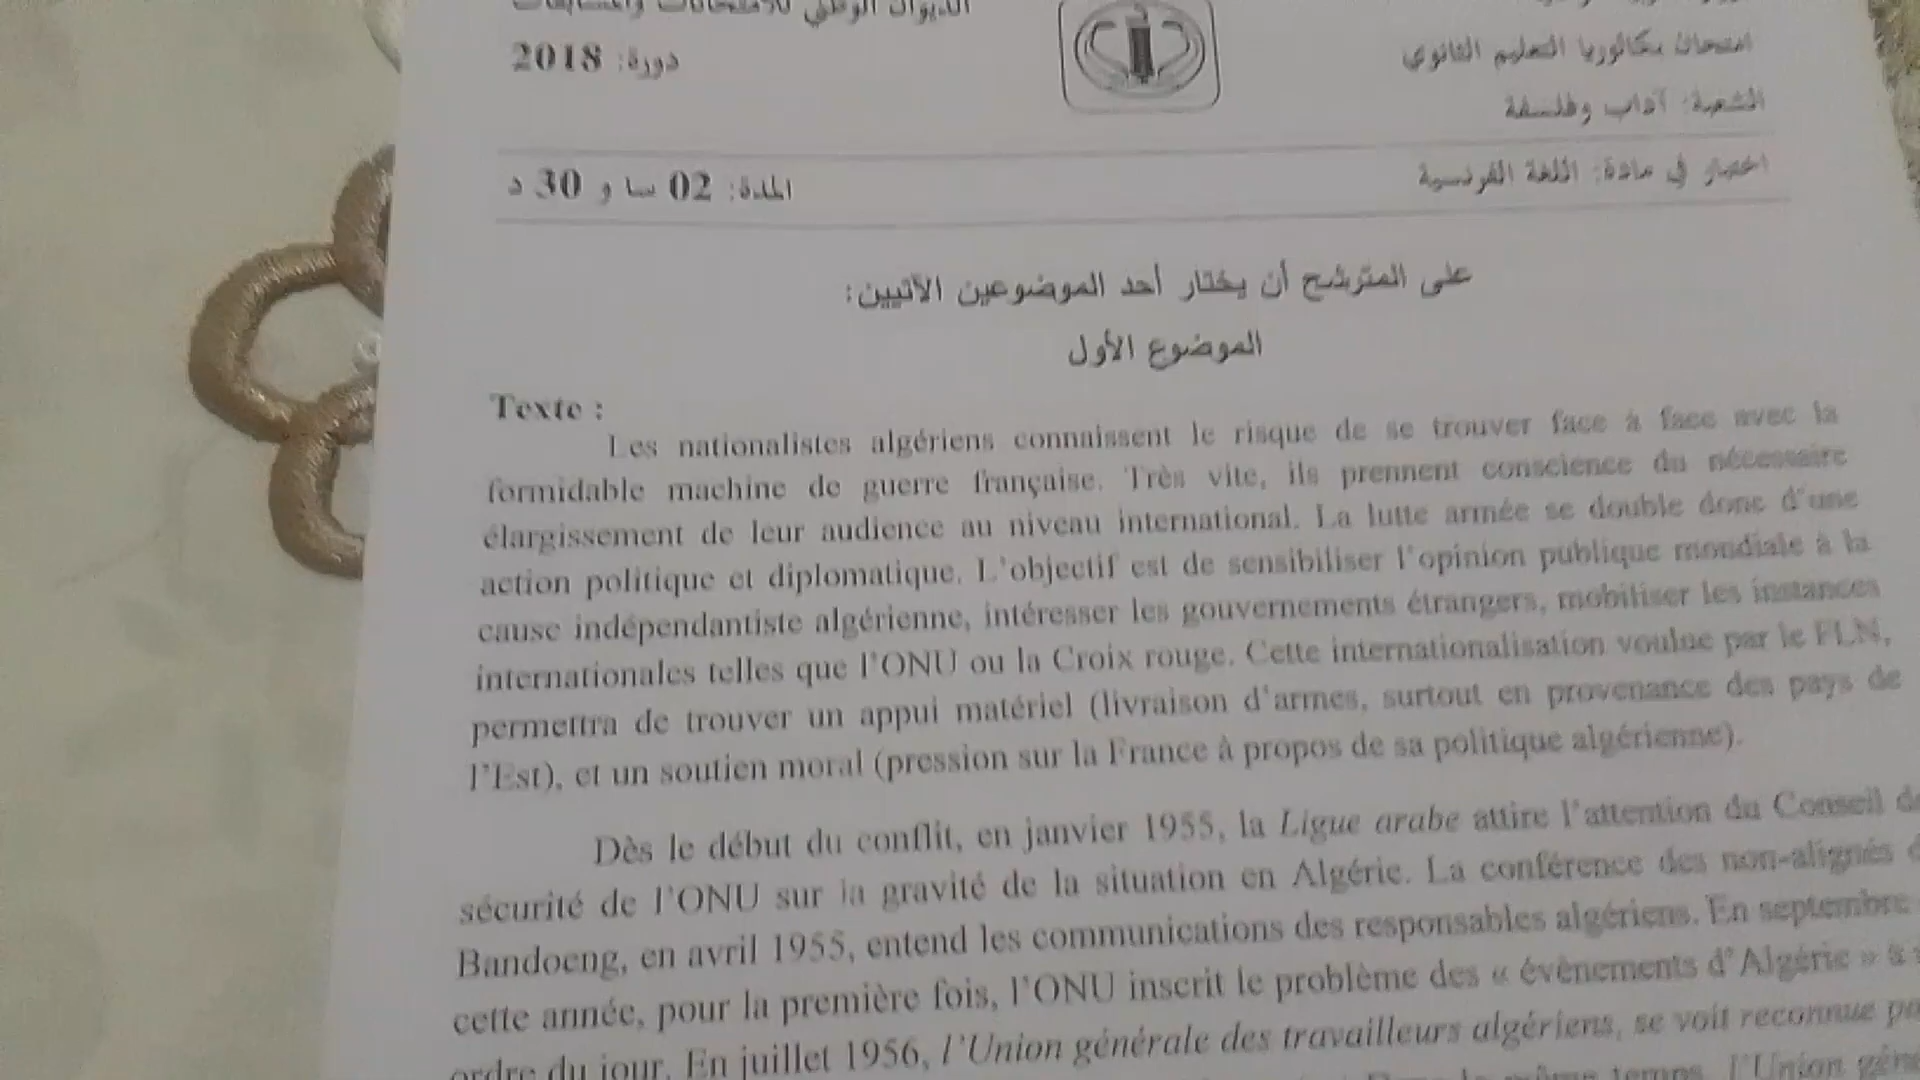 الديوان الوطني للامتحانات والمسابقات
امتحان بكالوريا التعليم الثانوي
دورة: 2018
الشعبة: آداب وفلسفة
اختبار في مادة: اللغة الفرنسية
المدة: 02 سا و 30 د
على المترشح أن يختار أحد الموضوعين الآتيين:
الموضوع الأول
Texte :
Les nationalistes algériens connaissent le risque de se trouver face à face avec la
formidable machine de guerre française. Très vite, ils prennent conscience du nécessaire
élargissement de leur audience au niveau international. La lutte armée se double donc d'une
action politique et diplomatique. L'objectif est de sensibiliser l'opinion publique mondiale à la
cause indépendantiste algérienne, intéresser les gouvernements étrangers, mobiliser les instances
internationales telles que l'ONU ou la Croix rouge. Cette internationalisation voulue par le FLN,
permettra de trouver un appui matériel (livraison d'armes, surtout en provenance des pays de
l'Est), et un soutien moral (pression sur la France à propos de sa politique algérienne).
Dès le début du conflit, en janvier 1955, la Ligue arabe attire l'attention du Conseil de
sécurité de l'ONU sur la gravité de la situation en Algérie. La conférence des non-alignés
Bandoeng, en avril 1955, entend les communications des responsables algériens. En septembre
cette année, pour la première fois, l'ONU inscrit le problème des « évènements d'Algérie » à
ordre du jour. En juillet 1956, l'Union générale des travailleurs algériens, se voit reconnue
même temps, l'Union